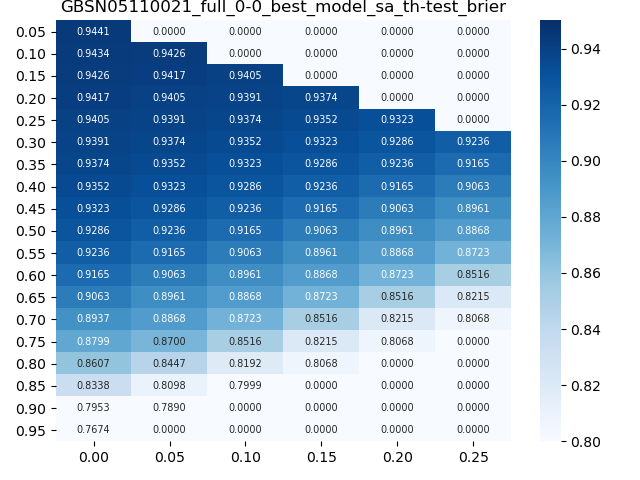 GBSN05110021_full_0-0_best_model_sa_th-test_brier
0.05 0.9441 0.0000 0.0000 0.0000 0.0000 0.0000
0.10 0.9434 0.9426 0.0000 0.0000 0.0000 0.0000
0.15 0.9426 0.9417 0.9405 0.0000 0.0000 0.0000
0.20 0.9417 0.9405 0.9391 0.9374 0.0000 0.0000
0.25 0.9405 0.9391 0.9374 0.9352 0.9323 0.0000
0.30 0.9391 0.9374 0.9352 0.9323 0.9286 0.9236
0.35 0.9374 0.9352 0.9323 0.9286 0.9236 0.9165
0.40 0.9352 0.9323 0.9286 0.9236 0.9165 0.9063
0.45 0.9323 0.9286 0.9236 0.9165 0.9063 0.8961
0.50 0.9286 0.9236 0.9165 0.9063 0.8961 0.8868
0.55 0.9236 0.9165 0.9063 0.8961 0.8868 0.8723
0.60 0.9165 0.9063 0.8961 0.8868 0.8723 0.8516
0.65 0.9063 0.8961 0.8868 0.8723 0.8516 0.8215
0.70 0.8937 0.8868 0.8723 0.8516 0.8215 0.8068
0.75 0.8799 0.8700 0.8516 0.8215 0.8068 0.0000
0.80 0.8607 0.8447 0.8192 0.8068 0.0000 0.0000
0.85 0.8338 0.8098 0.7999 0.0000 0.0000 0.0000
0.90 0.7953 0.7890 0.0000 0.0000 0.0000 0.0000
0.95 0.7674 0.0000 0.0000 0.0000 0.0000 0.0000
0.00 0.05 0.10 0.15 0.20 0.25
0.94
0.92
0.90
0.88
0.86
0.84
0.82
0.80